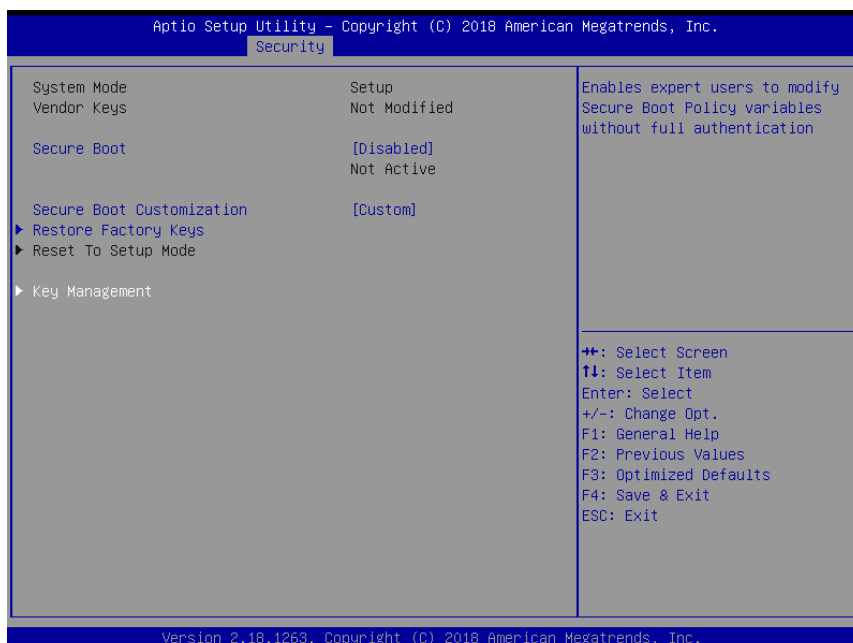 Aptio Setup Utility – Copyright (C) 2018 American Megatrends, Inc.
Security
System Mode Setup
Vendor Keys Not Modified
Secure Boot [Disabled]
Not Active
Secure Boot Customization [Custom]
Restore Factory Keys
Reset To Setup Mode
Key Management
Enables expert users to modify
Secure Boot Policy variables
without full authentication
→←: Select Screen
↑↓: Select Item
Enter: Select
+/-: Change Opt.
F1: General Help
F2: Previous Values
F3: Optimized Defaults
F4: Save & Exit
ESC: Exit
Version 2.18.1263. Copyright (C) 2018 American Megatrends, Inc.